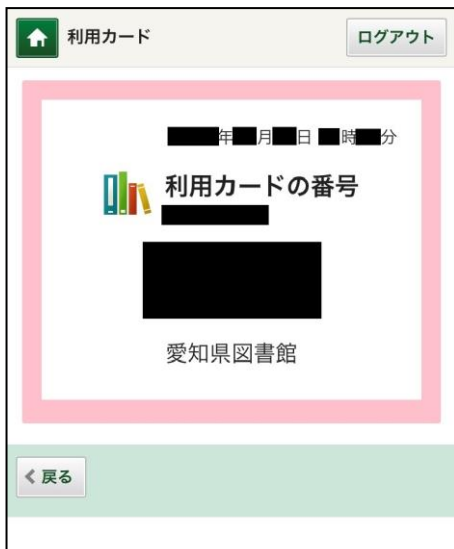 利用カード
ログアウト
年 月 日 時 分
利用カードの番号
愛知県図書館
戻る